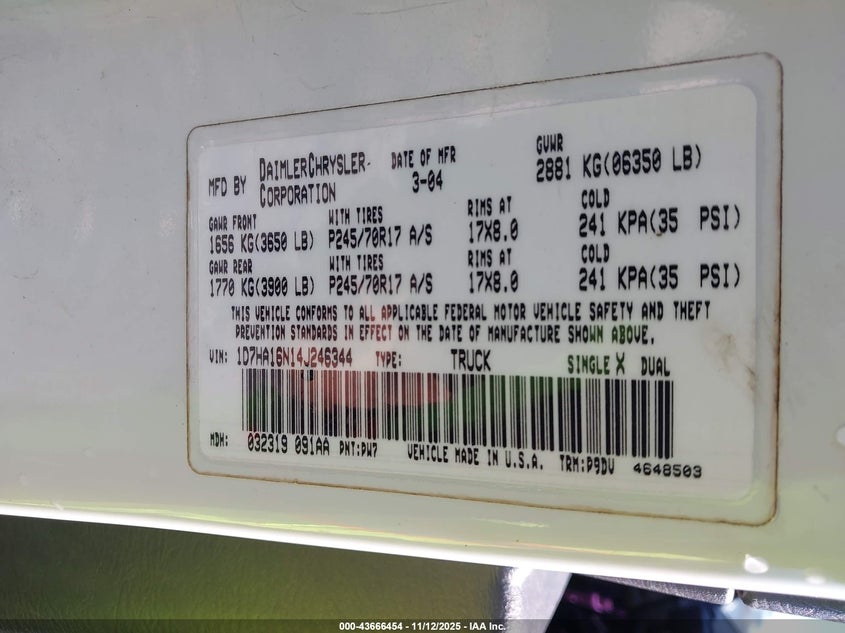 MFD BY DAIMLERCHRYSLER CORPORATION DATE OF MFR 3-04 GVWR 2881 KG(06350 LB)
GAWR FRONT WITH TIRES RIMS AT COLD
1656 KG(3650 LB) P245/70R17 A/S 17X8.0 241 KPA(35 PSI)
GAWR REAR WITH TIRES RIMS AT COLD
1770 KG(3900 LB) P245/70R17 A/S 17X8.0 241 KPA(35 PSI)
THIS VEHICLE CONFORMS TO ALL APPLICABLE FEDERAL MOTOR VEHICLE SAFETY AND THEFT
PREVENTION STANDARDS IN EFFECT ON THE DATE OF MANUFACTURE SHOWN ABOVE.
VIN: 1D7HA16N14J246344 TYPE: TRUCK SINGLE X DUAL
MDH: 032319 091AA PNT:PW7 VEHICLE MADE IN U.S.A. TRM:P9DV 4648503
000-43666454 - 11/12/2025 - IAA Inc.